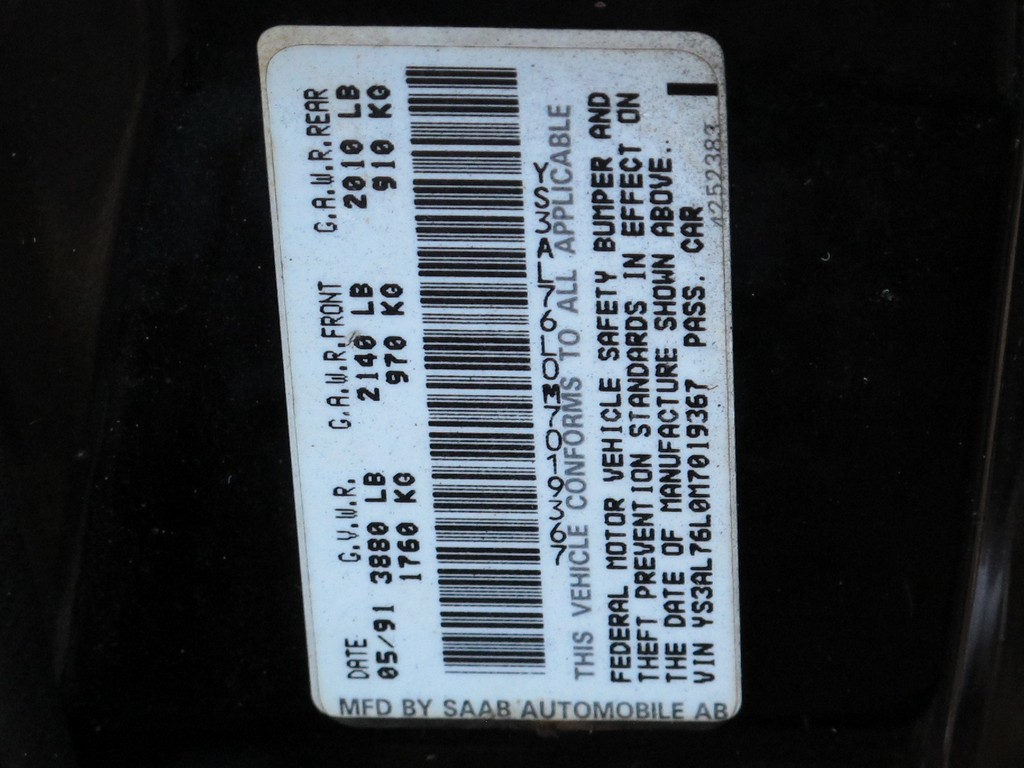 MFD BY SAAB AUTOMOBILE AB
DATE G.V.W.R. G.A.W.R.FRONT G.A.W.R.REAR
05/91 3880 LB 2140 LB 2010 LB
1760 KG 970 KG 910 KG
YS3AL76L0M7019367
THIS VEHICLE CONFORMS TO ALL APPLICABLE
FEDERAL MOTOR VEHICLE SAFETY BUMPER AND
THEFT PREVENTION STANDARDS IN EFFECT ON
THE DATE OF MANUFACTURE SHOWN ABOVE.
VIN YS3AL76L0M7019367 PASS. CAR
4252383